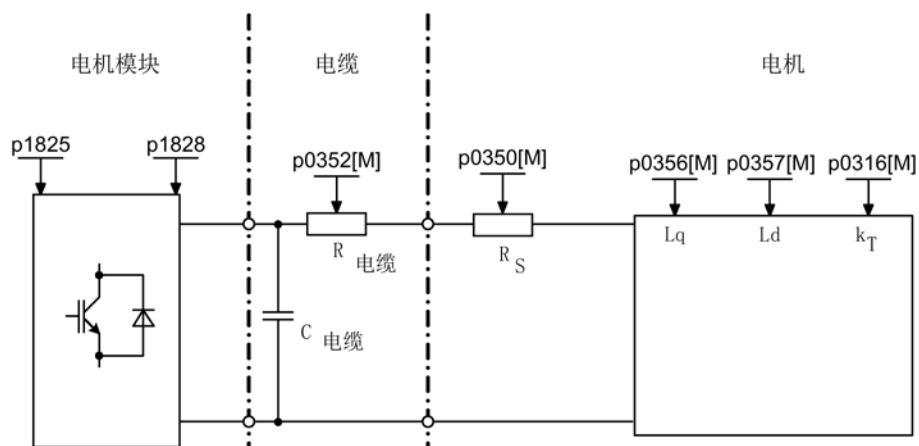 电机模块
电缆
电机
p1825
p1828
p0352[M]
p0350[M]
p0356[M]
p0357[M]
p0316[M]
R 电缆
R S
Lq
Ld
k T
C 电缆